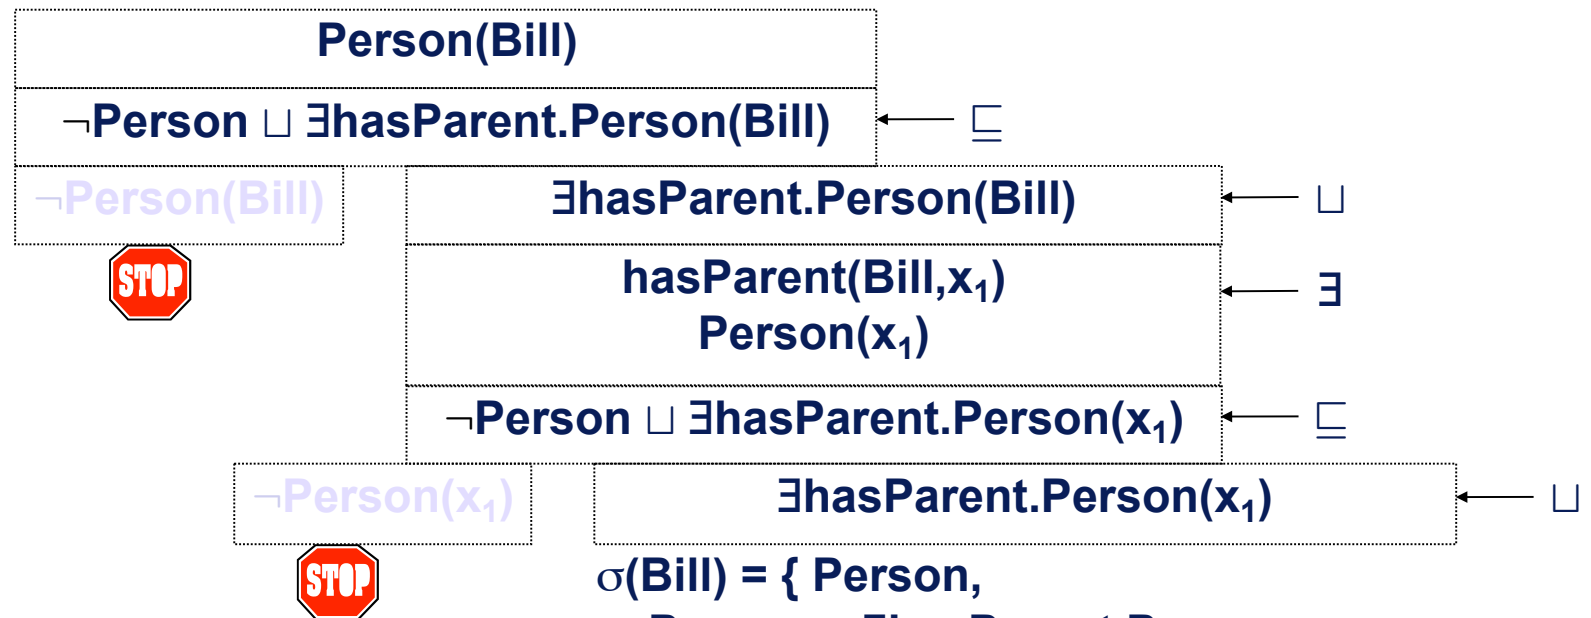 Person(Bill)
¬Person ⊔ ∃hasParent.Person(Bill) ⊑
¬Person(Bill) ∃hasParent.Person(Bill) ⊔
STOP
hasParent(Bill,x₁)
Person(x₁)
∃
¬Person ⊔ ∃hasParent.Person(x₁) ⊑
¬Person(x₁) ∃hasParent.Person(x₁) ⊔
STOP
σ(Bill) = { Person,